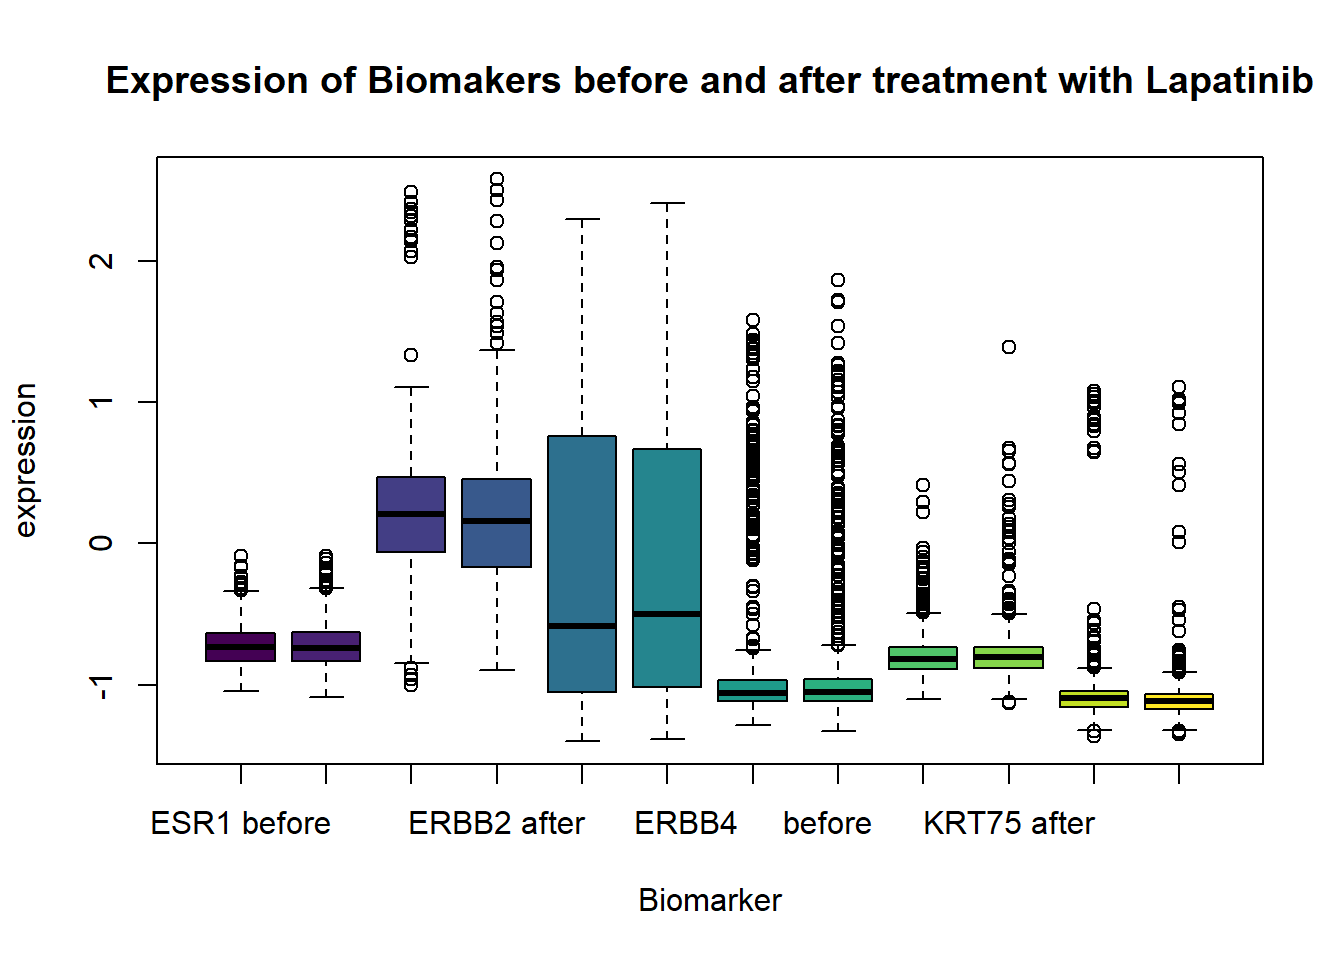 Expression of Biomakers before and after treatment with Lapatinib
expression
2
1
0
-1
ESR1 before ERBB2 after ERBB4 before KRT75 after
Biomarker